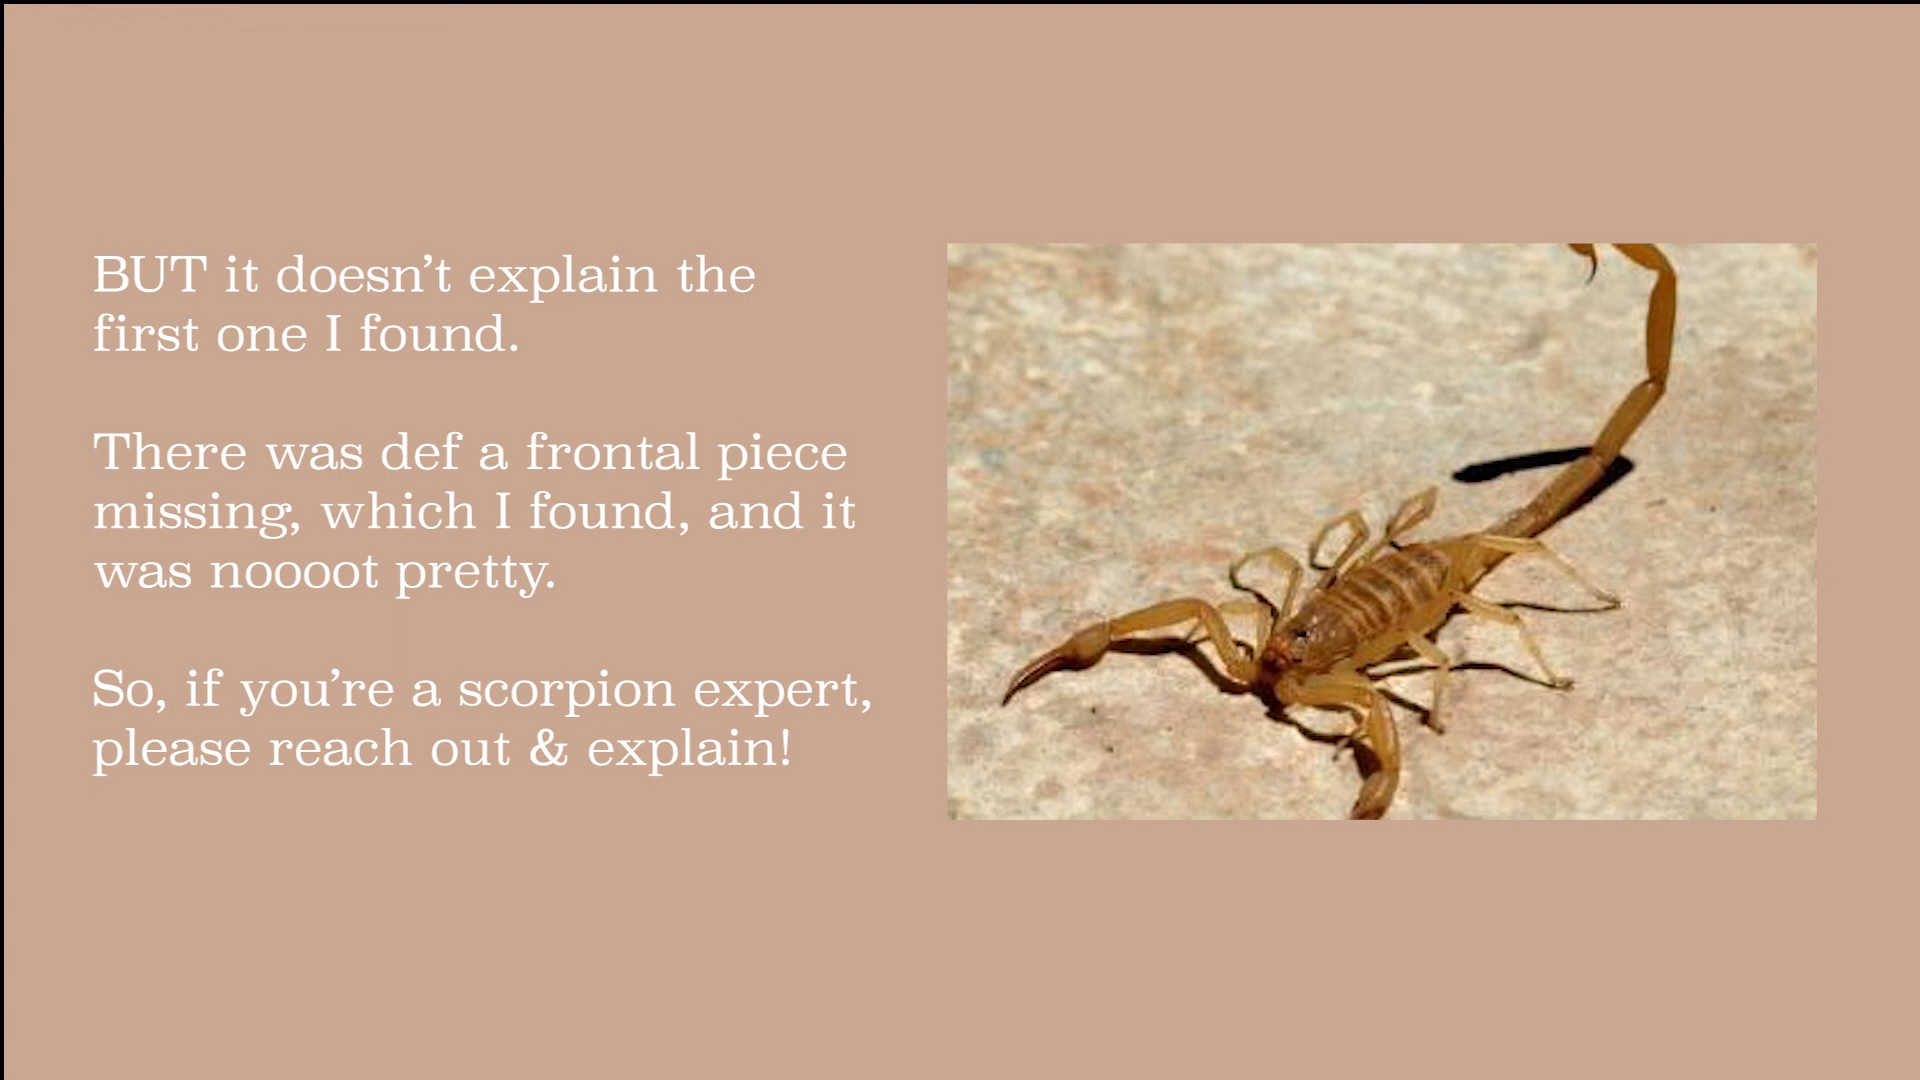 BUT it doesn’t explain the
first one I found.
There was def a frontal piece
missing, which I found, and it
was noooot pretty.
So, if you’re a scorpion expert,
please reach out & explain!